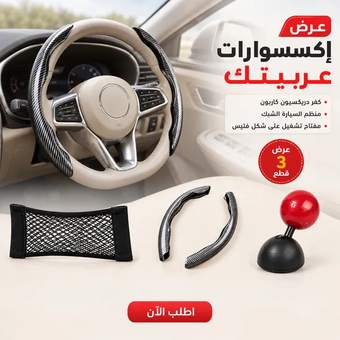 عرض
إكسسوارات
عربيتك
كفر دريكسيون كاربون
منظم السيارة الشبك
مفتاح تشغيل على شكل فتيس
عرض
3
قطع
اطلب الآن